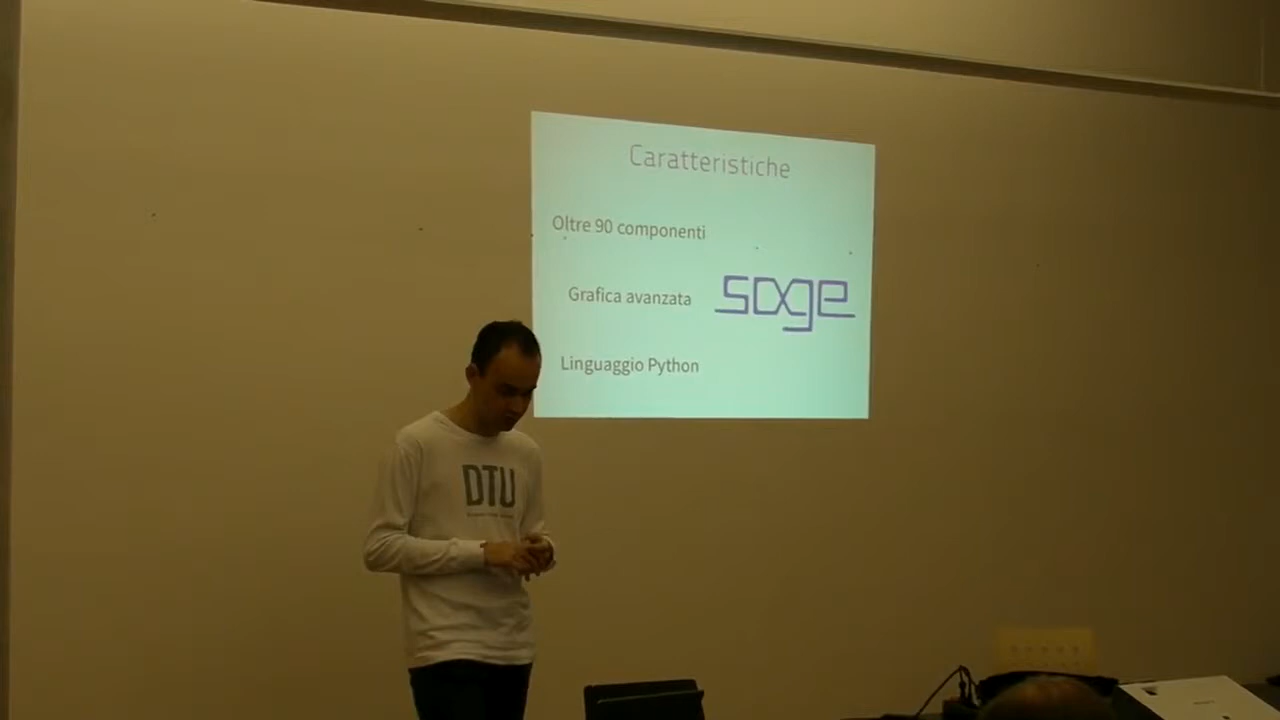 Caratteristiche
Oltre 90 componenti
Grafica avanzata
sage
Linguaggio Python
DTU